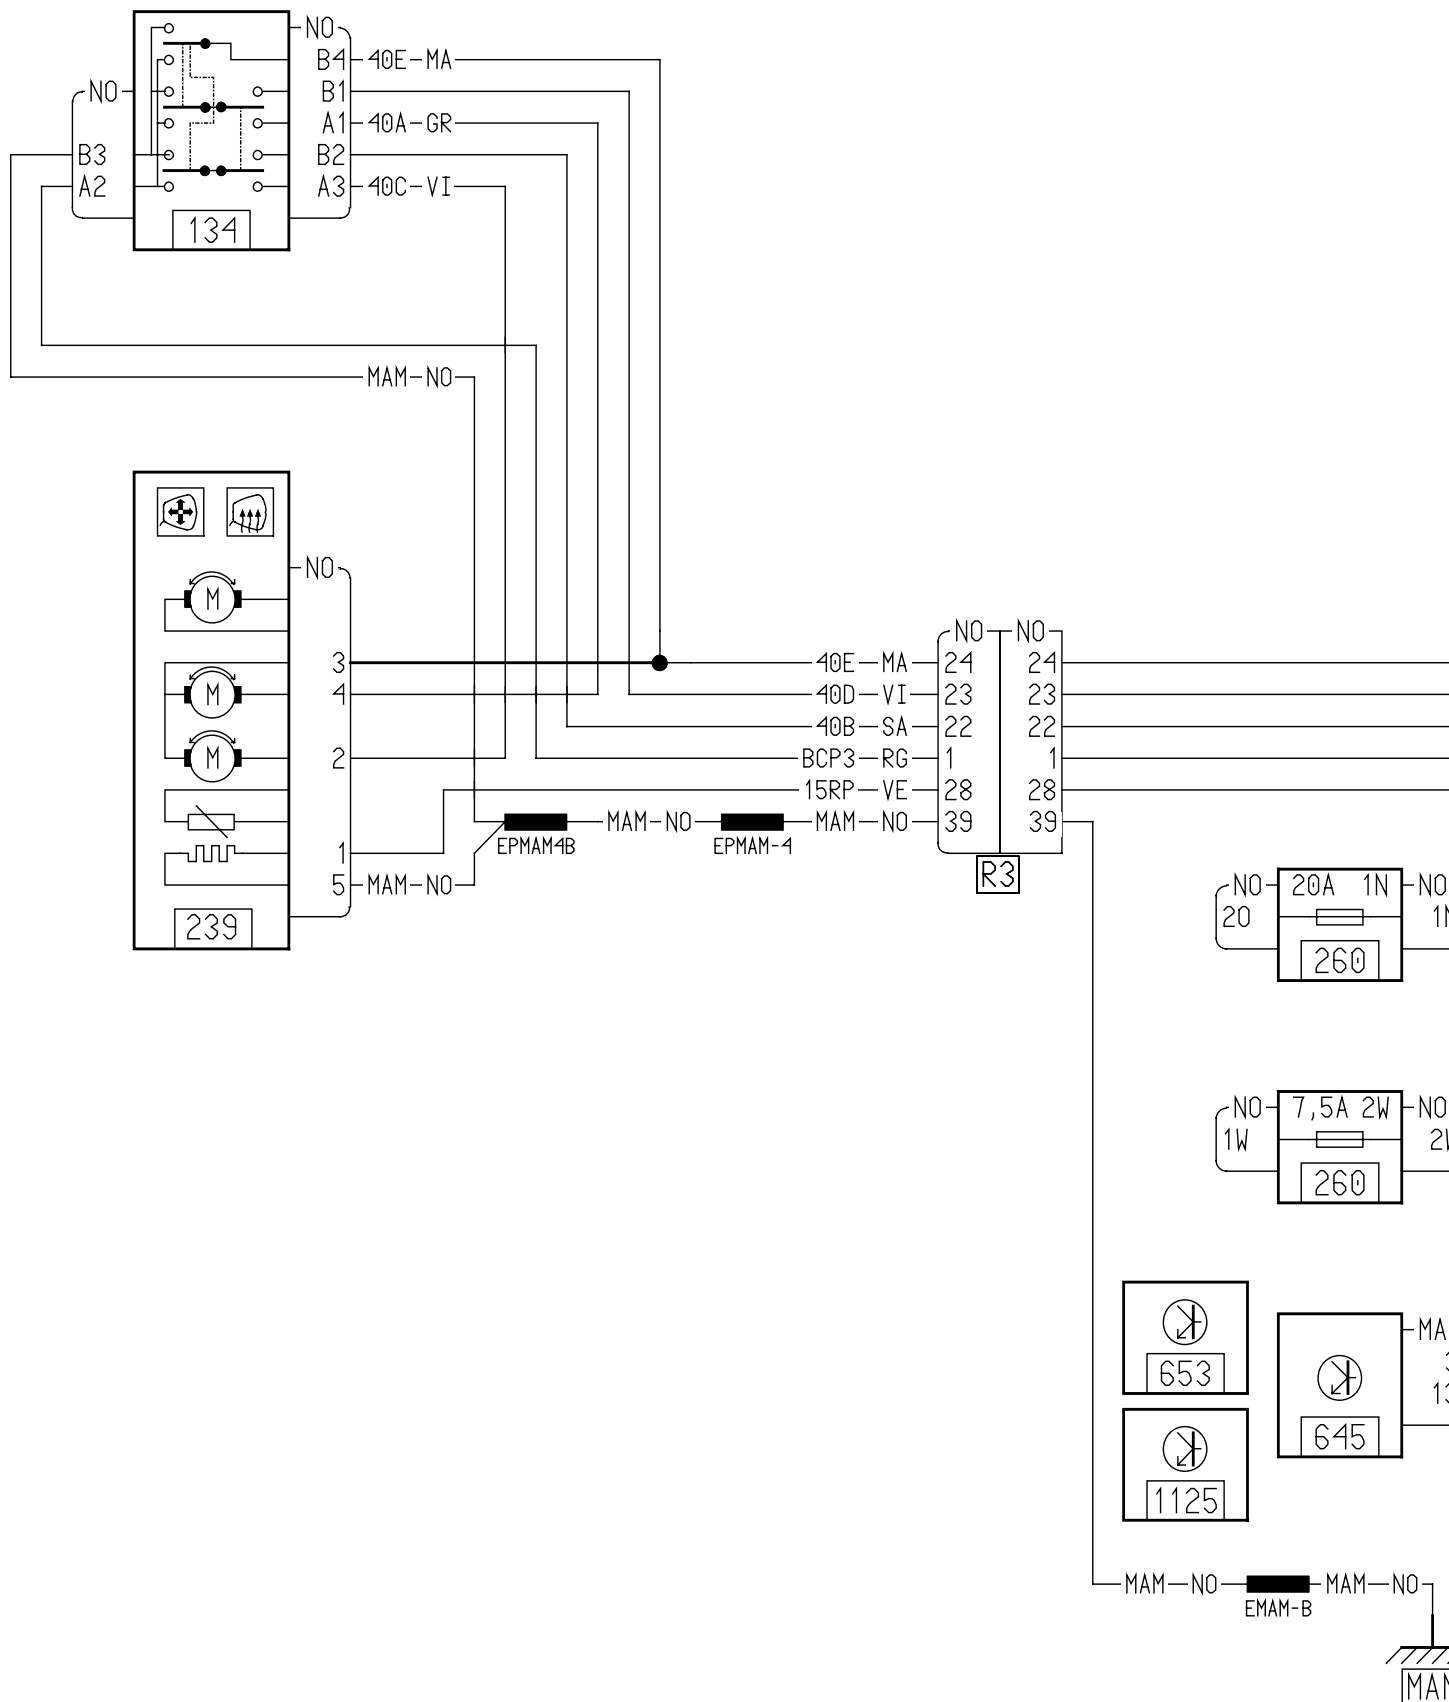 NO
B4 40E-MA
NO B1
A1 40A-GR
B3 B2
A2 A3 40C-VI
134
MAM-NO
NO
M
NO NO
3 40E-MA 24 24
M 4 40D-VI 23 23
40B-SA 22 22
M 2 BCP3-RG 1 1
15RP-VE 28 28
MAM-NO MAM-NO 39 39
EPMAM4B EPMAM-4
1
R3
5 MAM-NO
NO 20A 1N NO
20
239
260
NO 7,5A 2W NO
1W
260
MA
653
645
1125
MAM-NO MAM-NO
EMAM-B